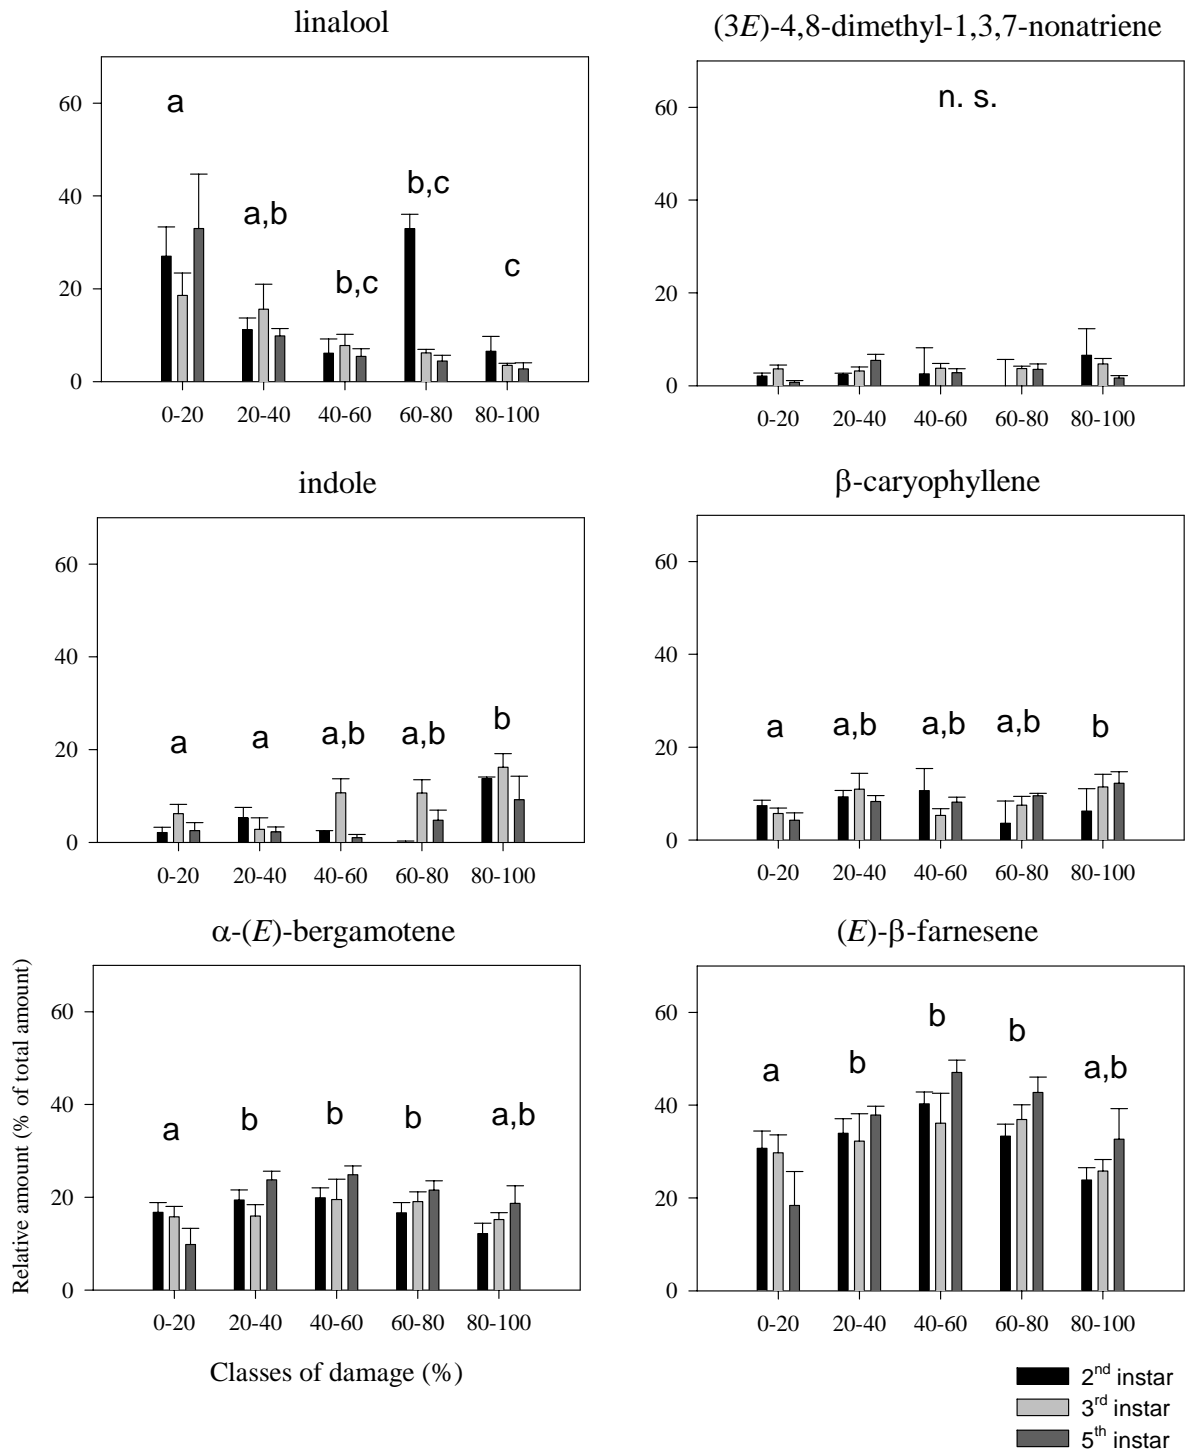 linalool
60
40
20
0
a
a,b
b,c
b,c
c
0-20 20-40 40-60 60-80 80-100
(3E)-4,8-dimethyl-1,3,7-nonatriene
60
40
20
0
n. s.
0-20 20-40 40-60 60-80 80-100
indole
60
40
20
0
a
a
a,b
a,b
b
0-20 20-40 40-60 60-80 80-100
β-caryophyllene
60
40
20
0
a
a,b
a,b
a,b
b
0-20 20-40 40-60 60-80 80-100
α-(E)-bergamotene
Relative amount (% of total amount)
60
40
20
0
a
b
b
b
a,b
0-20 20-40 40-60 60-80 80-100
Classes of damage (%)
(E)-β-farnesene
60
40
20
0
a
b
b
b
a,b
0-20 20-40 40-60 60-80 80-100
2nd instar
3rd instar
5th instar